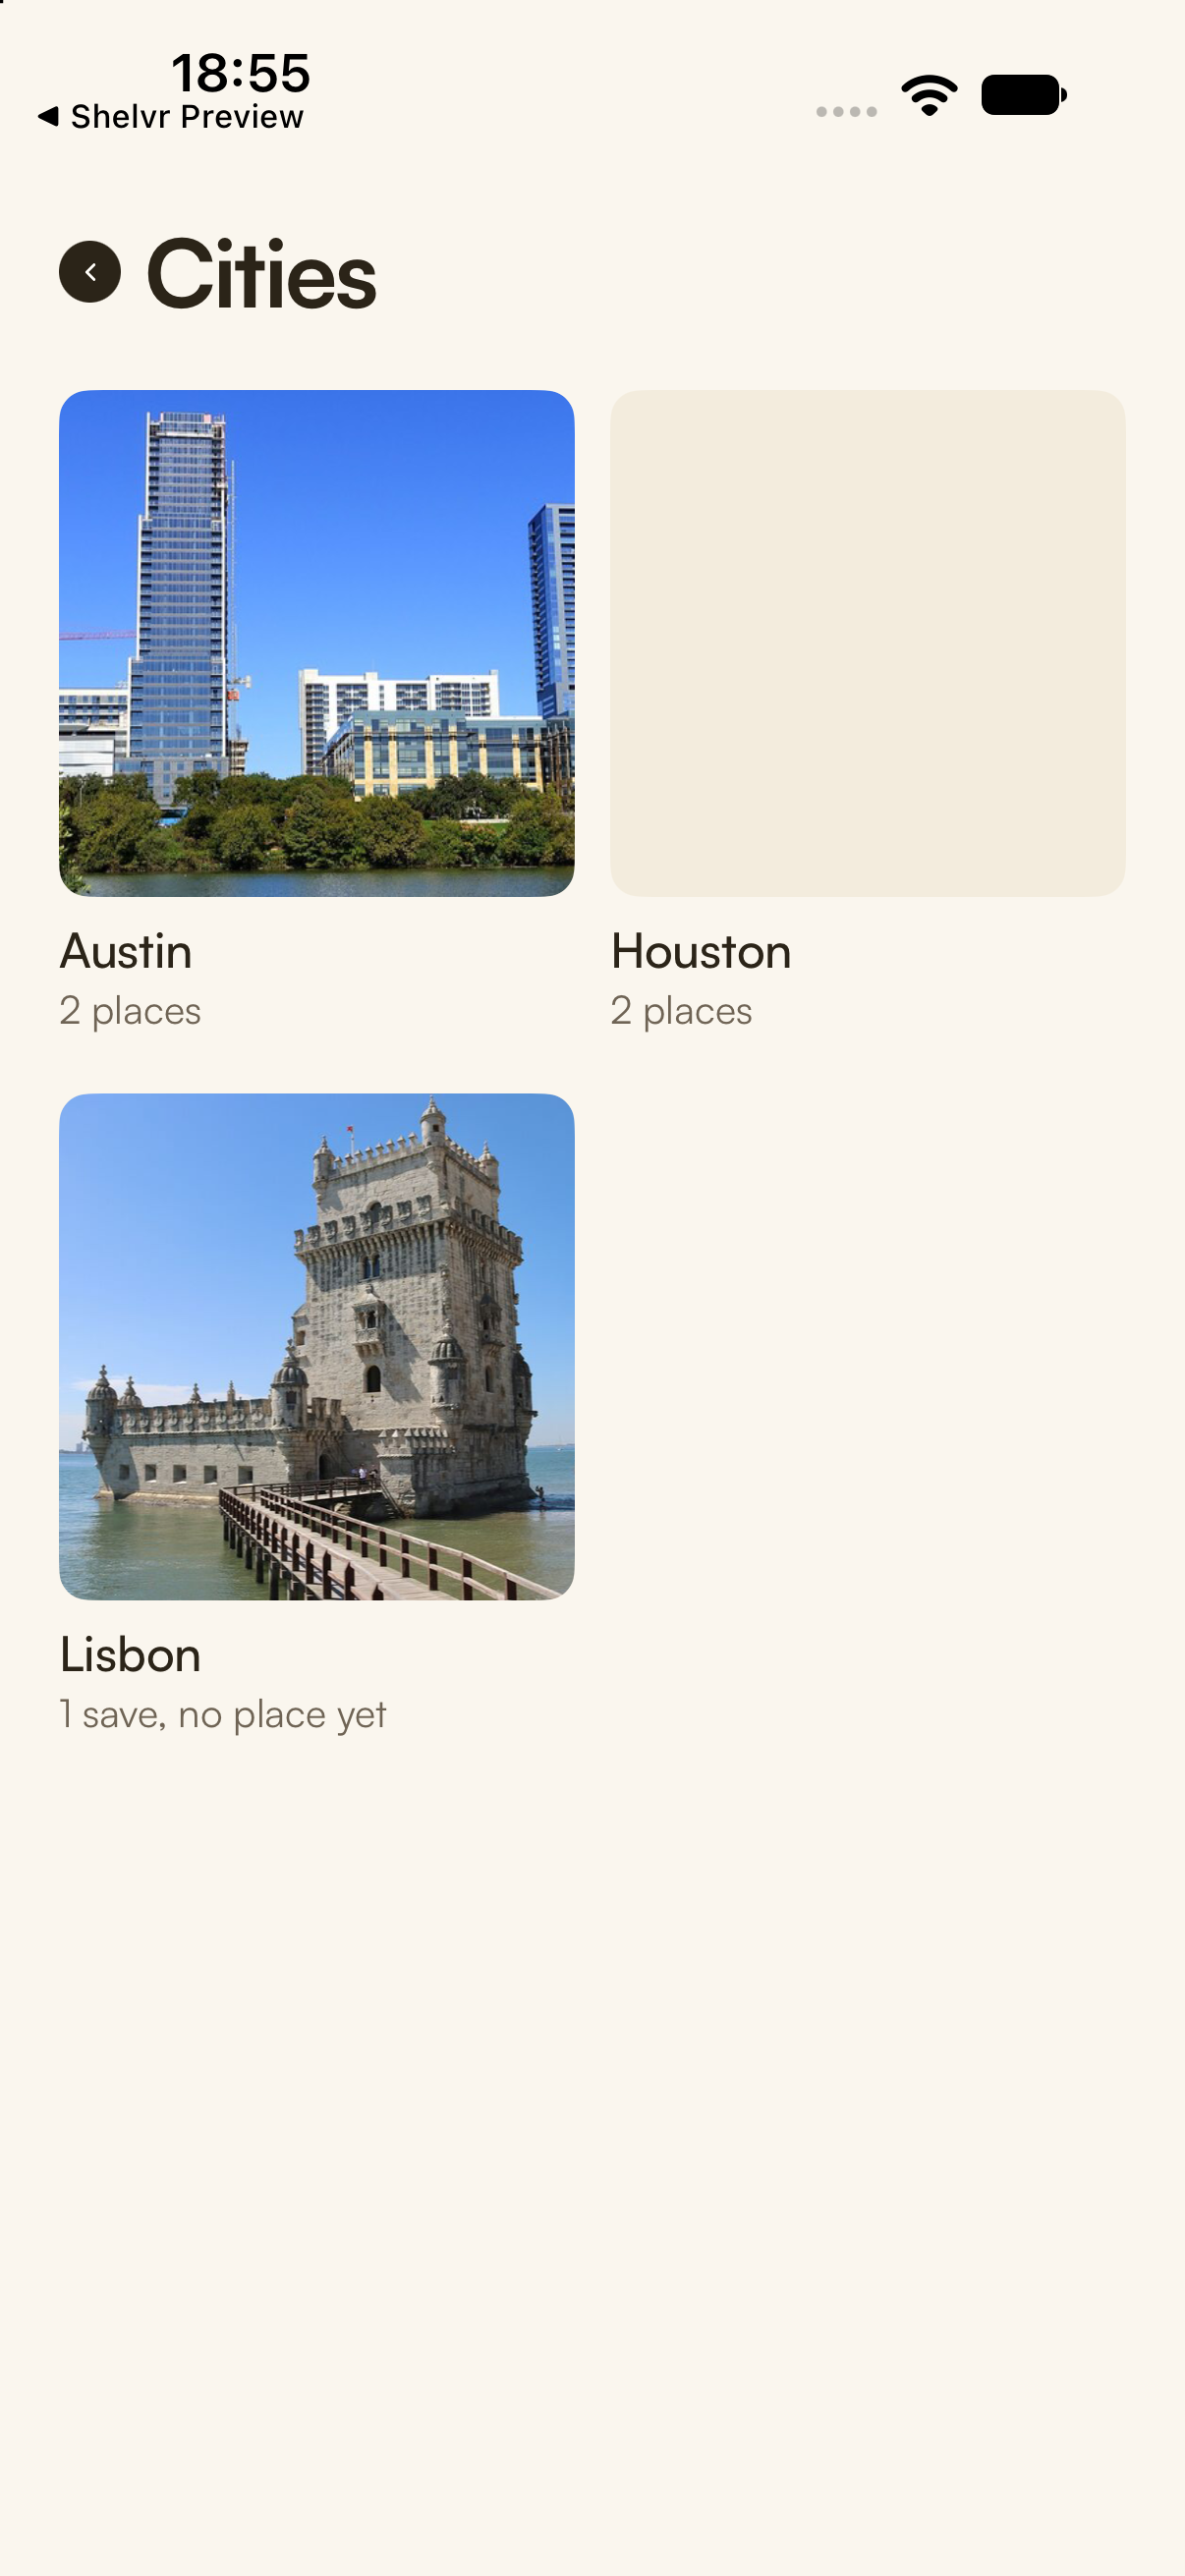 18:55
Shelvr Preview
Cities
Austin
2 places
Houston
2 places
Lisbon
1 save, no place yet